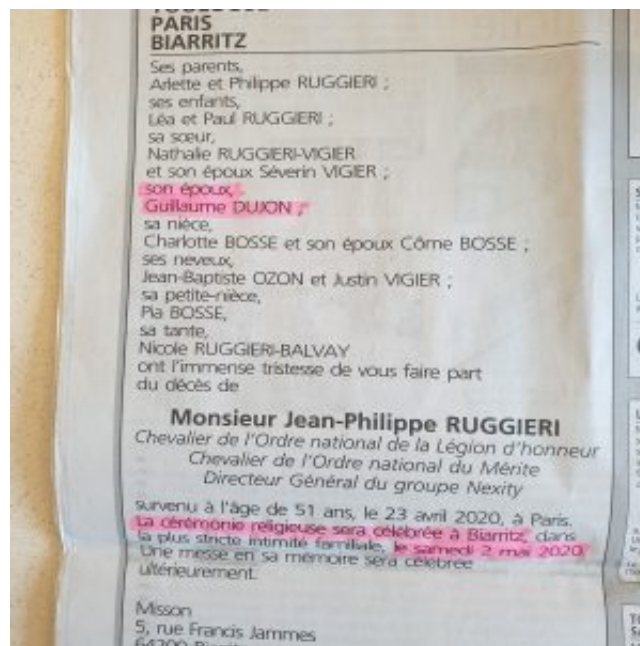 TOULOUSE
PARIS
BIARRITZ
Ses parents,
Arlette et Philippe RUGGIERI ;
ses enfants,
Léa et Paul RUGGIERI ;
sa sœur,
Nathalie RUGGIERI-VIGIER
et son époux Séverin VIGIER ;
son époux,
Guillaume DUJON ;
sa nièce,
Charlotte BOSSE et son époux Côme BOSSE ;
ses neveux,
Jean-Baptiste OZON et Justin VIGIER ;
sa petite-nièce,
Pia BOSSE,
sa tante,
Nicole RUGGIERI-BALVAY
ont l'immense tristesse de vous faire part
du décès de
Monsieur Jean-Philippe RUGGIERI
Chevalier de l'Ordre national de la Légion d'honneur
Chevalier de l'Ordre national du Mérite
Directeur Général du groupe Nexity
survenu à l'âge de 51 ans, le 23 avril 2020, à Paris.
La cérémonie religieuse sera célébrée à Biarritz, dans
la plus stricte intimité familiale, le samedi 2 mai 2020.
Une messe en sa mémoire sera célébrée
ultérieurement.
Misson
5, rue Francis Jammes
64200 Biarritz